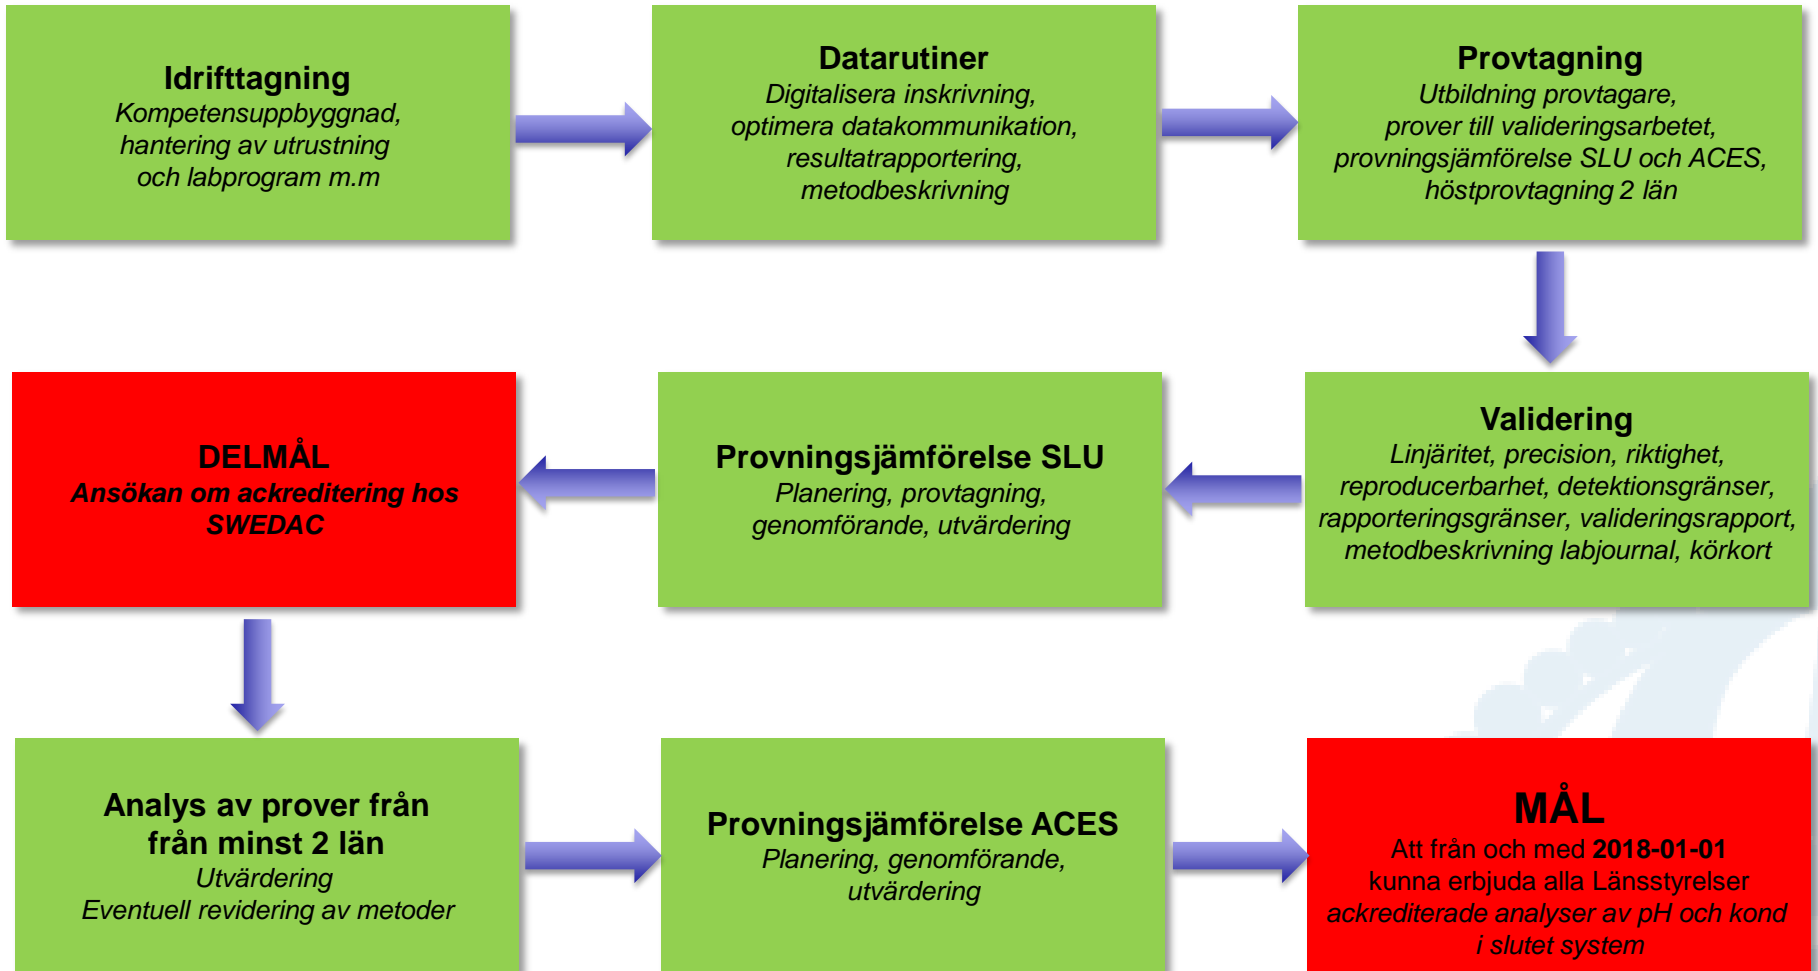 Idrifttagning
Kompetensuppbyggnad,
hantering av utrustning
och labprogram m.m
Datarutiner
Digitalisera inskrivning,
optimera datakommunikation,
resultatrapportering,
metodbeskrivning
Provtagning
Utbildning provtagare,
prover till valideringsarbetet,
provningsjämförelse SLU och ACES,
höstprovtagning 2 län
Validering
Linjäritet, precision, riktighet,
reproducerbarhet, detektionsgränser,
rapporteringsgränser, valideringsrapport,
metodbeskrivning labjournal, körkort
Provningsjämförelse SLU
Planering, provtagning,
genomförande, utvärdering
DELMÅL
Ansökan om ackreditering hos
SWEDAC
Analys av prover från
från minst 2 län
Utvärdering
Eventuell revidering av metoder
Provningsjämförelse ACES
Planering, genomförande,
utvärdering
MÅL
Att från och med 2018-01-01
kunna erbjuda alla Länsstyrelser
ackrediterade analyser av pH och kond
i slutet system